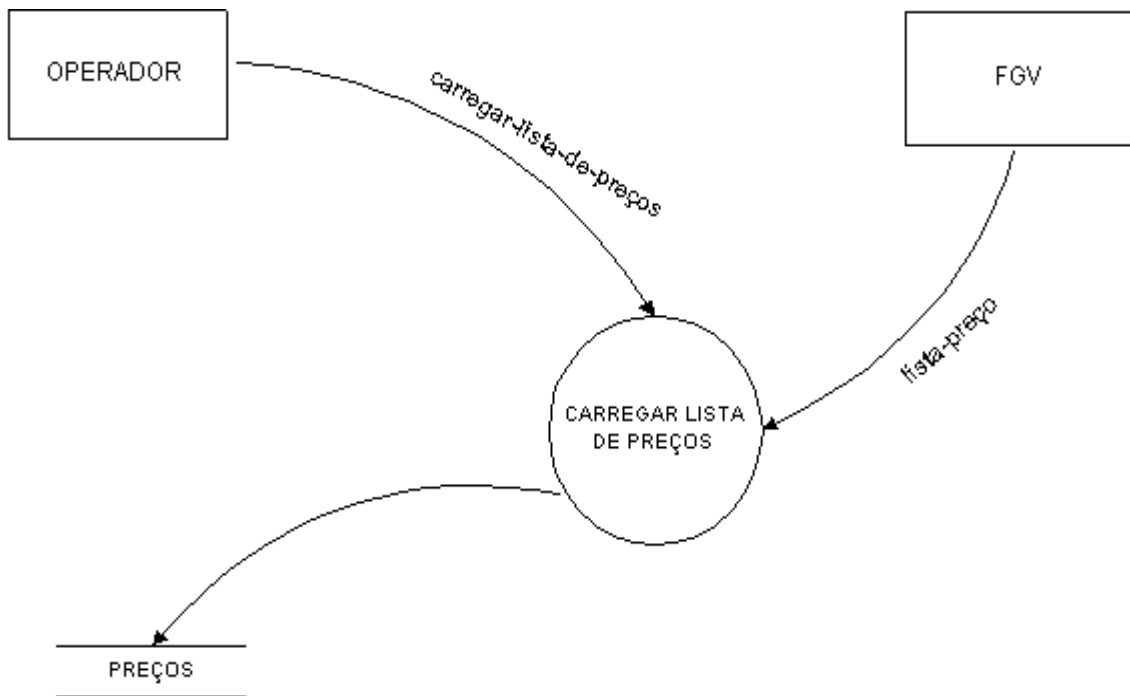 OPERADOR
FGV
carregar-lista-de-preços
lista-preço
CARREGAR LISTA
DE PREÇOS
PREÇOS